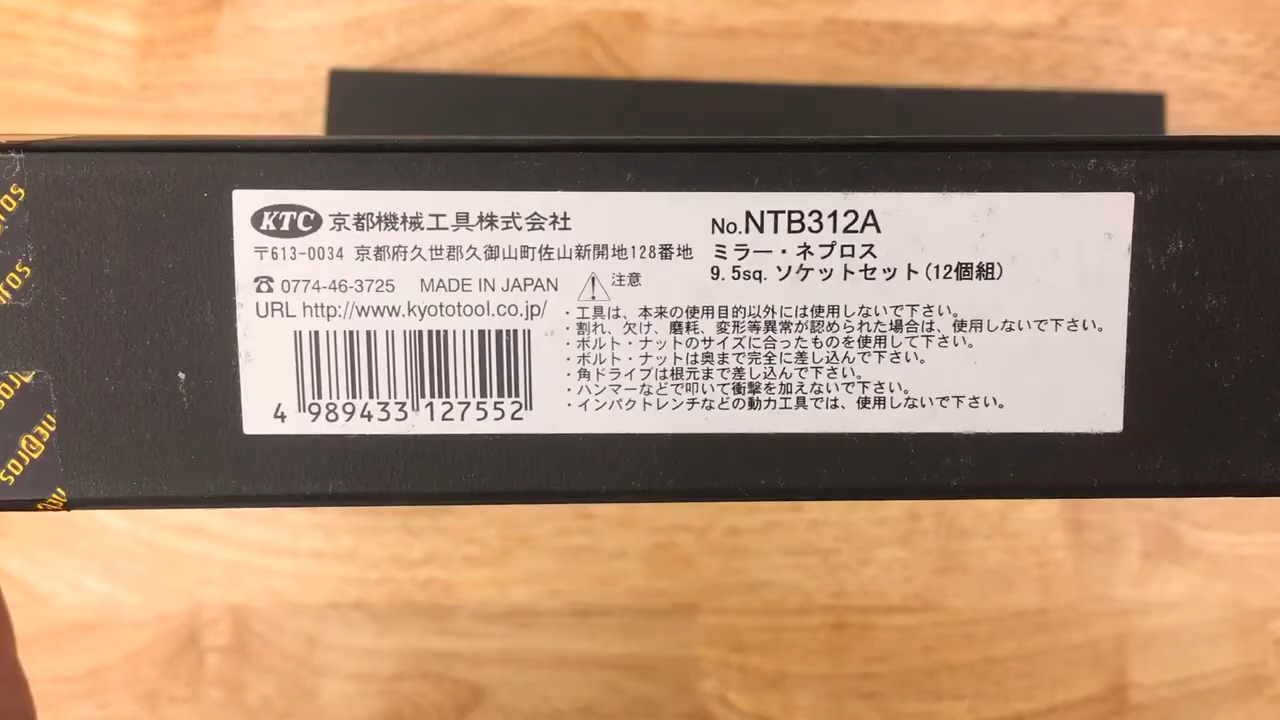 KTC 京都機械工具株式会社
〒613-0034 京都府久世郡久御山町佐山新開地128番地
☎ 0774-46-3725 MADE IN JAPAN
URL http://www.kyototool.co.jp/
4 989433 127552
No.NTB312A
ミラー・ネプロス
9.5sq. ソケットセット(12個組)
注意
・工具は、本来の使用目的以外には使用しないで下さい。
・割れ、欠け、磨耗、変形等異常が認められた場合は、使用しないで下さい。
・ボルト・ナットのサイズに合ったものを使用して下さい。
・ボルト・ナットは奥まで完全に差し込んで下さい。
・角ドライブは根元まで差し込んで下さい。
・ハンマーなどで叩いて衝撃を加えないで下さい。
・インパクトレンチなどの動力工具では、使用しないで下さい。
nepros